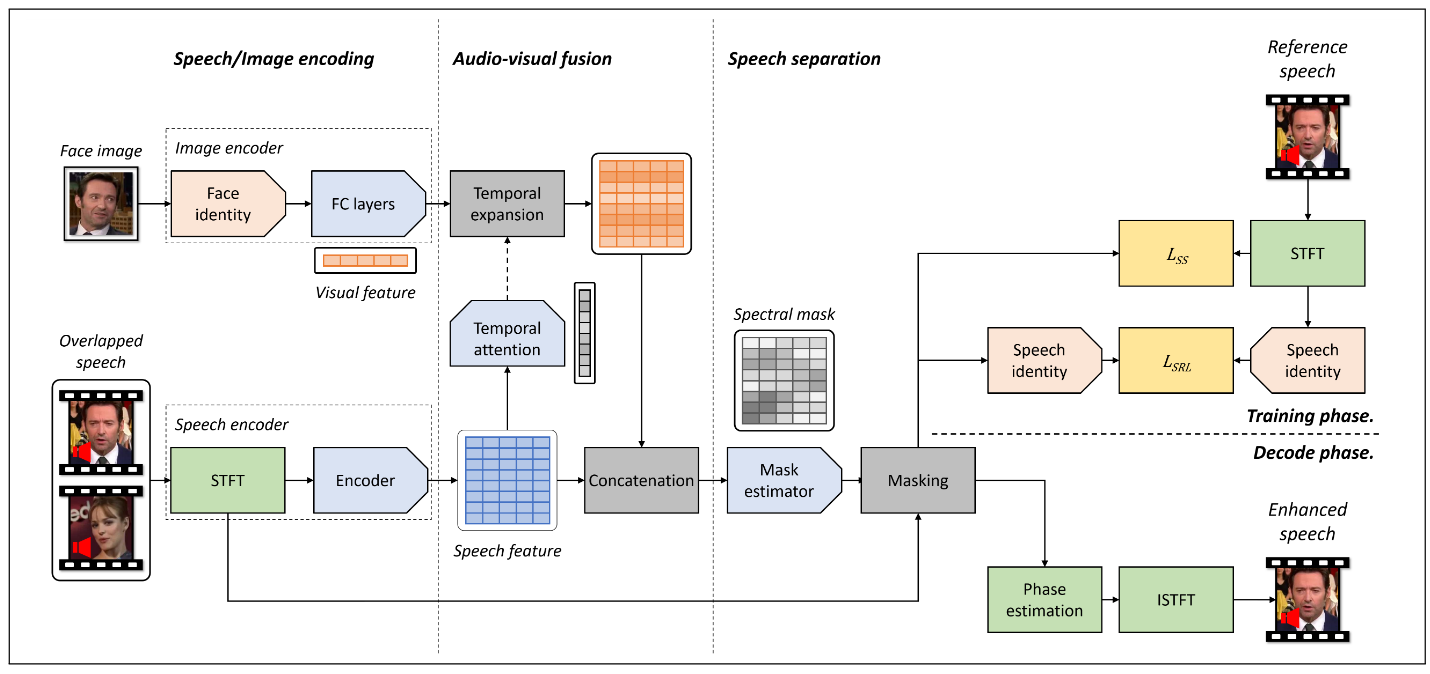 Speech/Image encoding
Audio-visual fusion
Speech separation
Reference
speech
Face image
Image encoder
Face
identity
FC layers
Visual feature
Temporal
expansion
Temporal
attention
Overlapped
speech
Speech encoder
STFT
Encoder
Speech feature
Concatenation
Spectral mask
Mask
estimator
Masking
L_SS
STFT
Speech
identity
L_SRL
Speech
identity
Training phase.
Decode phase.
Phase
estimation
ISTFT
Enhanced
speech